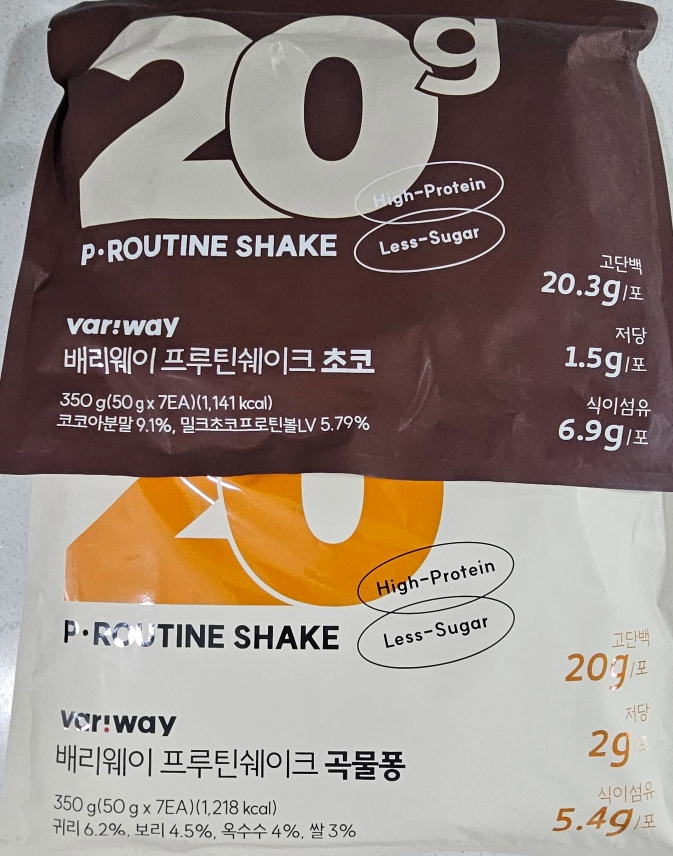 20g
High-Protein
Less-Sugar
P·ROUTINE SHAKE
고단백
20.3g/포
저당
1.5g/포
식이섬유
6.9g/포
var!way
배리웨이 프루틴쉐이크 초코
350 g(50 g x 7EA)(1,141 kcal)
코코아분말 9.1%, 밀크초코프로틴볼LV 5.79%
20
High-Protein
Less-Sugar
P·ROUTINE SHAKE
고단백
20g/포
저당
2g/포
식이섬유
5.4g/포
var!way
배리웨이 프루틴쉐이크 곡물퐁
350 g(50 g x 7EA)(1,218 kcal)
귀리 6.2%, 보리 4.5%, 옥수수 4%, 쌀 3%